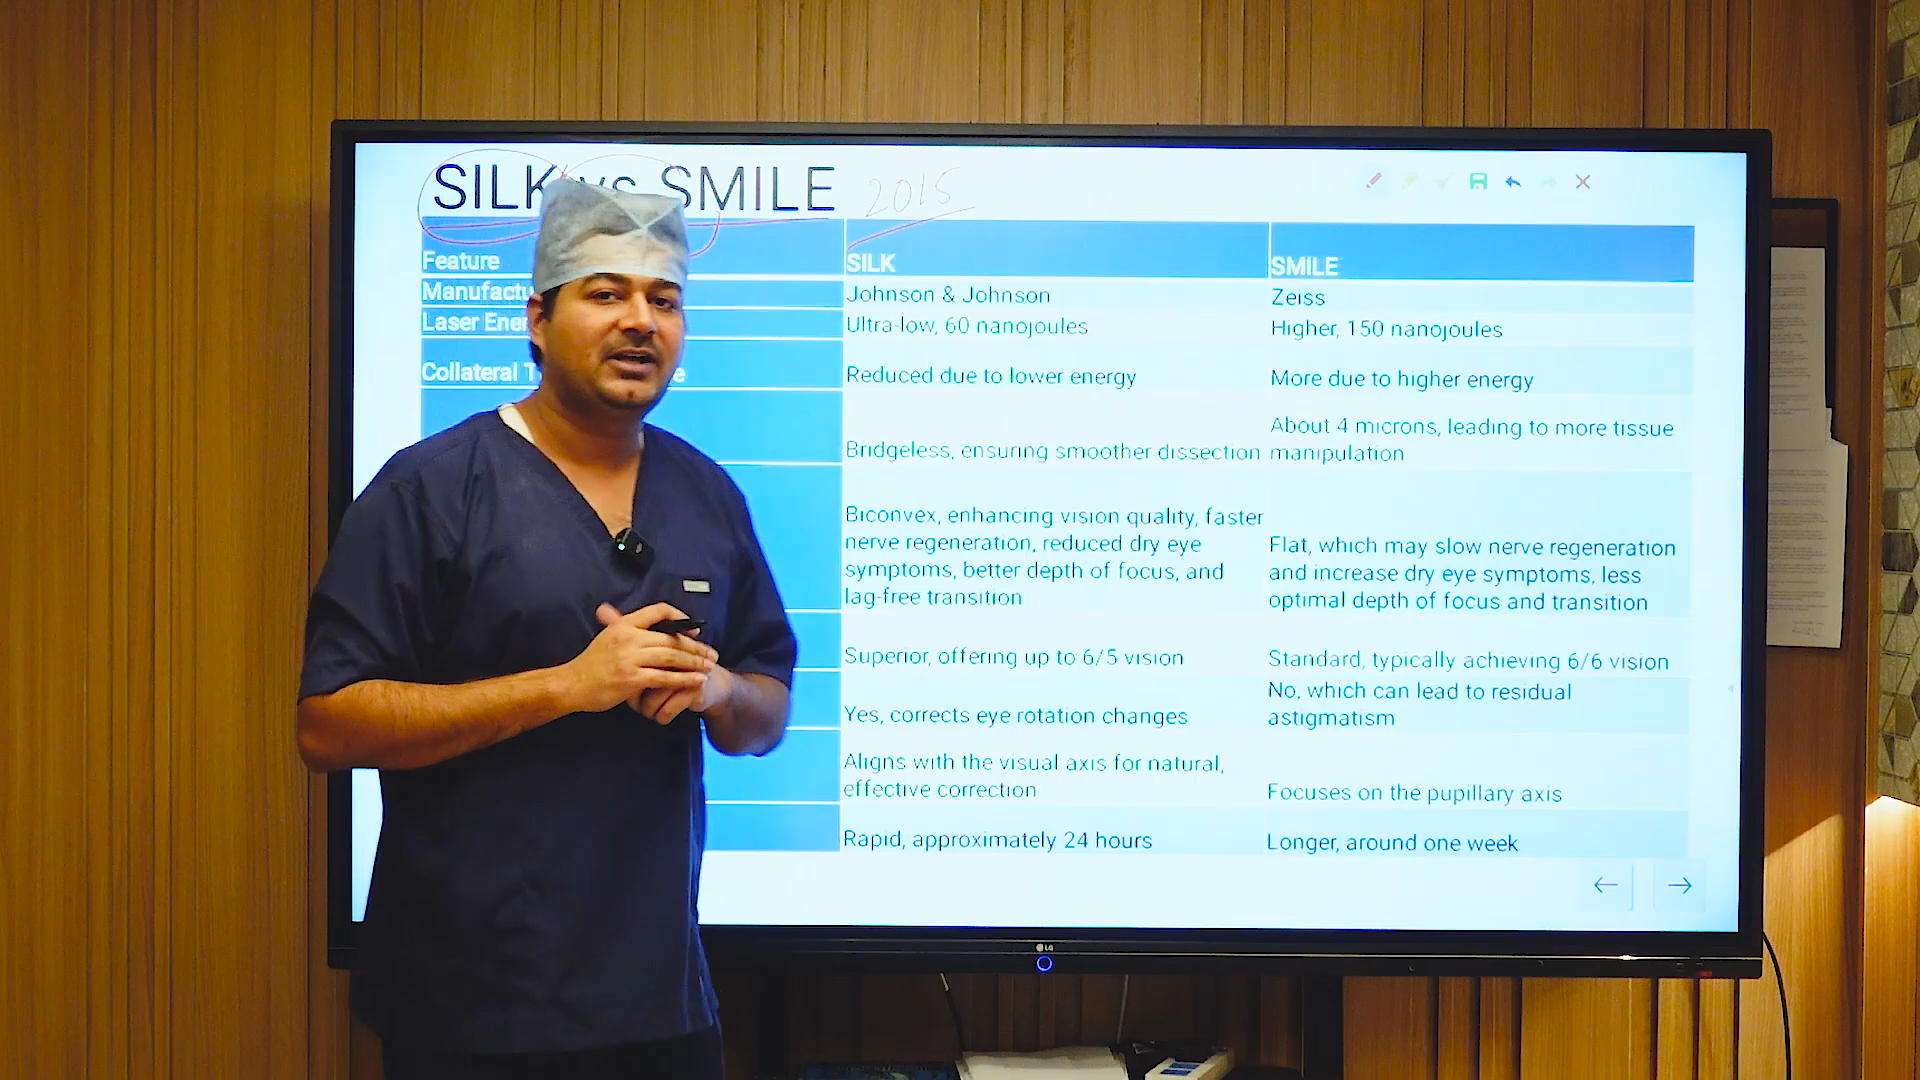 SILK vs SMILE 2015
Feature SILK SMILE
Johnson & Johnson Zeiss
Laser Ultra-low, 60 nanojoules Higher, 150 nanojoules
Collateral Reduced due to lower energy More due to higher energy
About 4 microns, leading to more tissue
Bridgeless, ensuring smoother dissection manipulation
Biconvex, enhancing vision quality, faster
nerve regeneration, reduced dry eye
symptoms, better depth of focus, and
lag-free transition
Flat, which may slow nerve regeneration
and increase dry eye symptoms, less
optimal depth of focus and transition
Superior, offering up to 6/5 vision Standard, typically achieving 6/6 vision
Yes, corrects eye rotation changes
No, which can lead to residual
astigmatism
Aligns with the visual axis for natural,
effective correction
Focuses on the pupillary axis
Rapid, approximately 24 hours Longer, around one week
LG